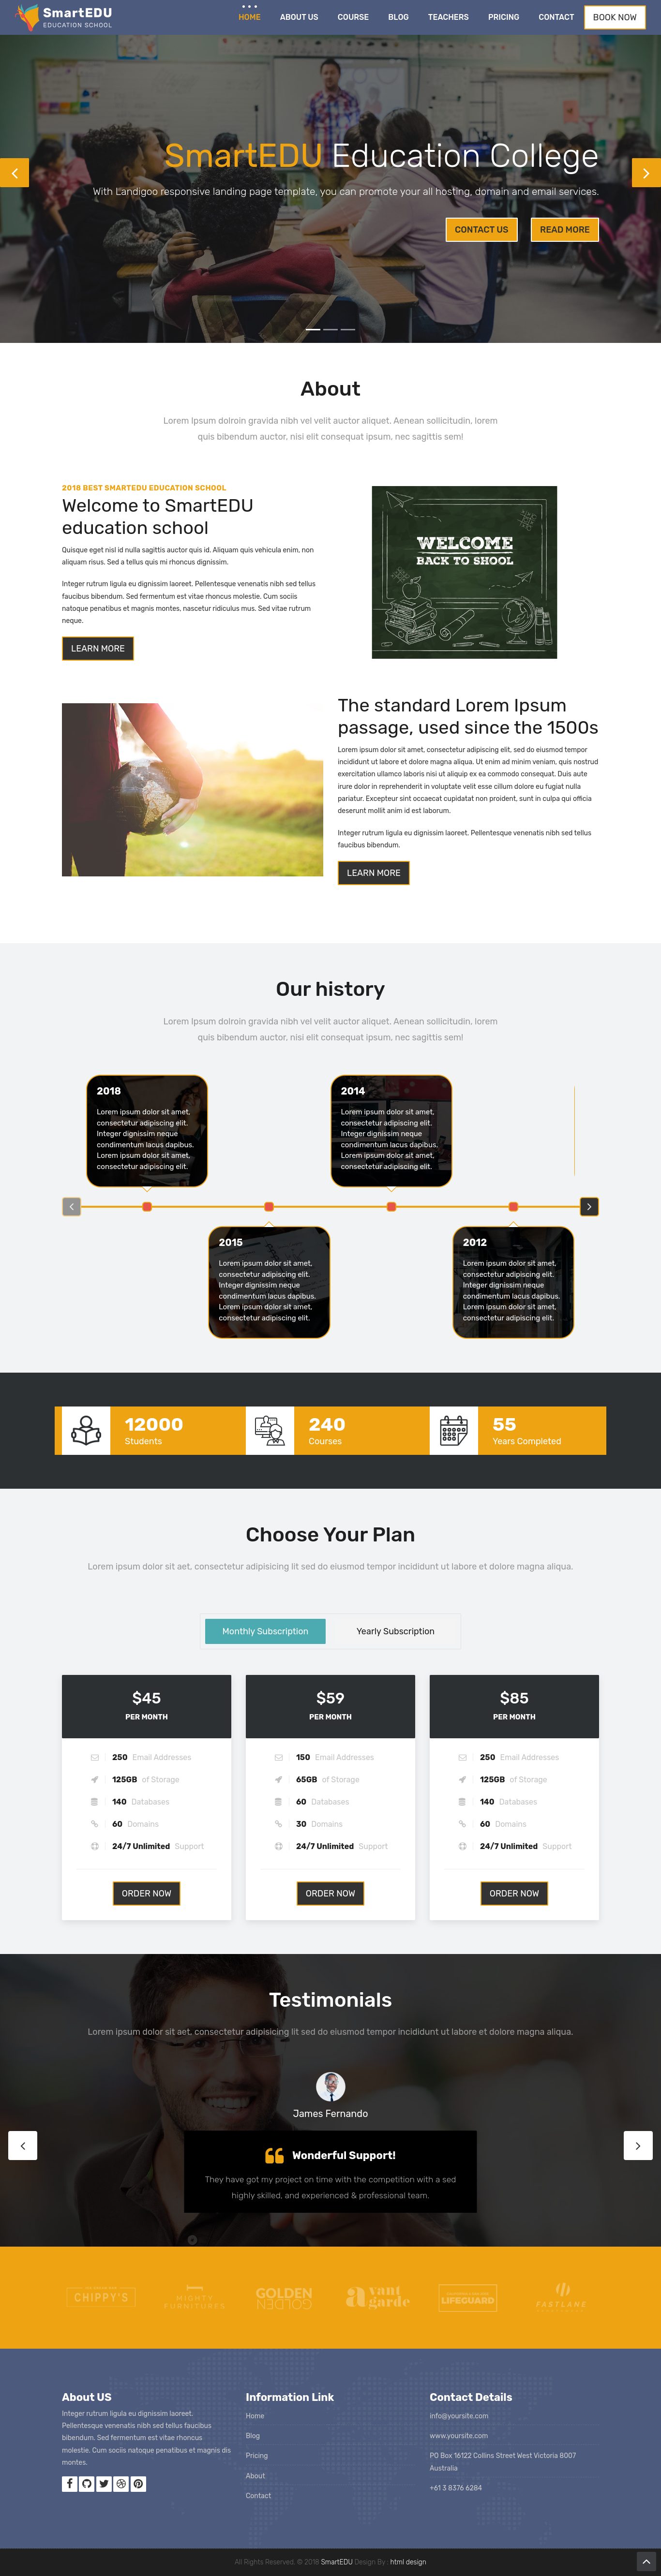 SmartEDU
EDUCATION SCHOOL
HOME
ABOUT US
COURSE
BLOG
TEACHERS
PRICING
CONTACT
BOOK NOW
SmartEDU Education College
With Landigoo responsive landing page template, you can promote your all hosting, domain and email services.
CONTACT US
READ MORE
About
Lorem Ipsum dolroin gravida nibh vel velit auctor aliquet. Aenean sollicitudin, lorem
quis bibendum auctor, nisi elit consequat ipsum, nec sagittis sem!
2018 BEST SMARTEDU EDUCATION SCHOOL
Welcome to SmartEDU
education school
Quisque eget nisl id nulla sagittis auctor quis id. Aliquam quis vehicula enim, non
aliquam risus. Sed a tellus quis mi rhoncus dignissim.
Integer rutrum ligula eu dignissim laoreet. Pellentesque venenatis nibh sed tellus
faucibus bibendum. Sed fermentum est vitae rhoncus molestie. Cum sociis
natoque penatibus et magnis montes, nascetur ridiculus mus. Sed vitae rutrum
neque.
LEARN MORE
WELCOME
BACK TO SHOOL
The standard Lorem Ipsum
passage, used since the 1500s
Lorem ipsum dolor sit amet, consectetur adipiscing elit, sed do eiusmod tempor
incididunt ut labore et dolore magna aliqua. Ut enim ad minim veniam, quis nostrud
exercitation ullamco laboris nisi ut aliquip ex ea commodo consequat. Duis aute
irure dolor in reprehenderit in voluptate velit esse cillum dolore eu fugiat nulla
pariatur. Excepteur sint occaecat cupidatat non proident, sunt in culpa qui officia
deserunt mollit anim id est laborum.
Integer rutrum ligula eu dignissim laoreet. Pellentesque venenatis nibh sed tellus
faucibus bibendum.
LEARN MORE
Our history
Lorem Ipsum dolroin gravida nibh vel velit auctor aliquet. Aenean sollicitudin, lorem
quis bibendum auctor, nisi elit consequat ipsum, nec sagittis sem!
2018
Lorem ipsum dolor sit amet,
consectetur adipiscing elit.
Integer dignissim neque
condimentum lacus dapibus.
Lorem ipsum dolor sit amet,
consectetur adipiscing elit.
2014
Lorem ipsum dolor sit amet,
consectetur adipiscing elit.
Integer dignissim neque
condimentum lacus dapibus.
Lorem ipsum dolor sit amet,
consectetur adipiscing elit.
2015
Lorem ipsum dolor sit amet,
consectetur adipiscing elit.
Integer dignissim neque
condimentum lacus dapibus.
Lorem ipsum dolor sit amet,
consectetur adipiscing elit.
2012
Lorem ipsum dolor sit amet,
consectetur adipiscing elit.
Integer dignissim neque
condimentum lacus dapibus.
Lorem ipsum dolor sit amet,
consectetur adipiscing elit.
12000
Students
240
Courses
55
Years Completed
Choose Your Plan
Lorem ipsum dolor sit aet, consectetur adipisicing lit sed do eiusmod tempor incididunt ut labore et dolore magna aliqua.
Monthly Subscription
Yearly Subscription
$45
PER MONTH
250 Email Addresses
125GB of Storage
140 Databases
60 Domains
24/7 Unlimited Support
ORDER NOW
$59
PER MONTH
150 Email Addresses
65GB of Storage
60 Databases
30 Domains
24/7 Unlimited Support
ORDER NOW
$85
PER MONTH
250 Email Addresses
125GB of Storage
140 Databases
60 Domains
24/7 Unlimited Support
ORDER NOW
Testimonials
Lorem ipsum dolor sit aet, consectetur adipisicing lit sed do eiusmod tempor incididunt ut labore et dolore magna aliqua.
James Fernando
Wonderful Support!
They have got my project on time with the competition with a sed
highly skilled, and experienced & professional team.
CHIPPY'S
MIGHTY
FURNITURES
GOLDEN
GOLDEN
avant
garde
LIFEGUARD
FASTLANE
About US
Integer rutrum ligula eu dignissim laoreet.
Pellentesque venenatis nibh sed tellus faucibus
bibendum. Sed fermentum est vitae rhoncus
molestie. Cum sociis natoque penatibus et magnis dis
montes.
Information Link
Home
Blog
Pricing
About
Contact
Contact Details
info@yoursite.com
www.yoursite.com
PO Box 16122 Collins Street West Victoria 8007
Australia
+61 3 8376 6284
All Rights Reserved. © 2018 SmartEDU Design By : html design